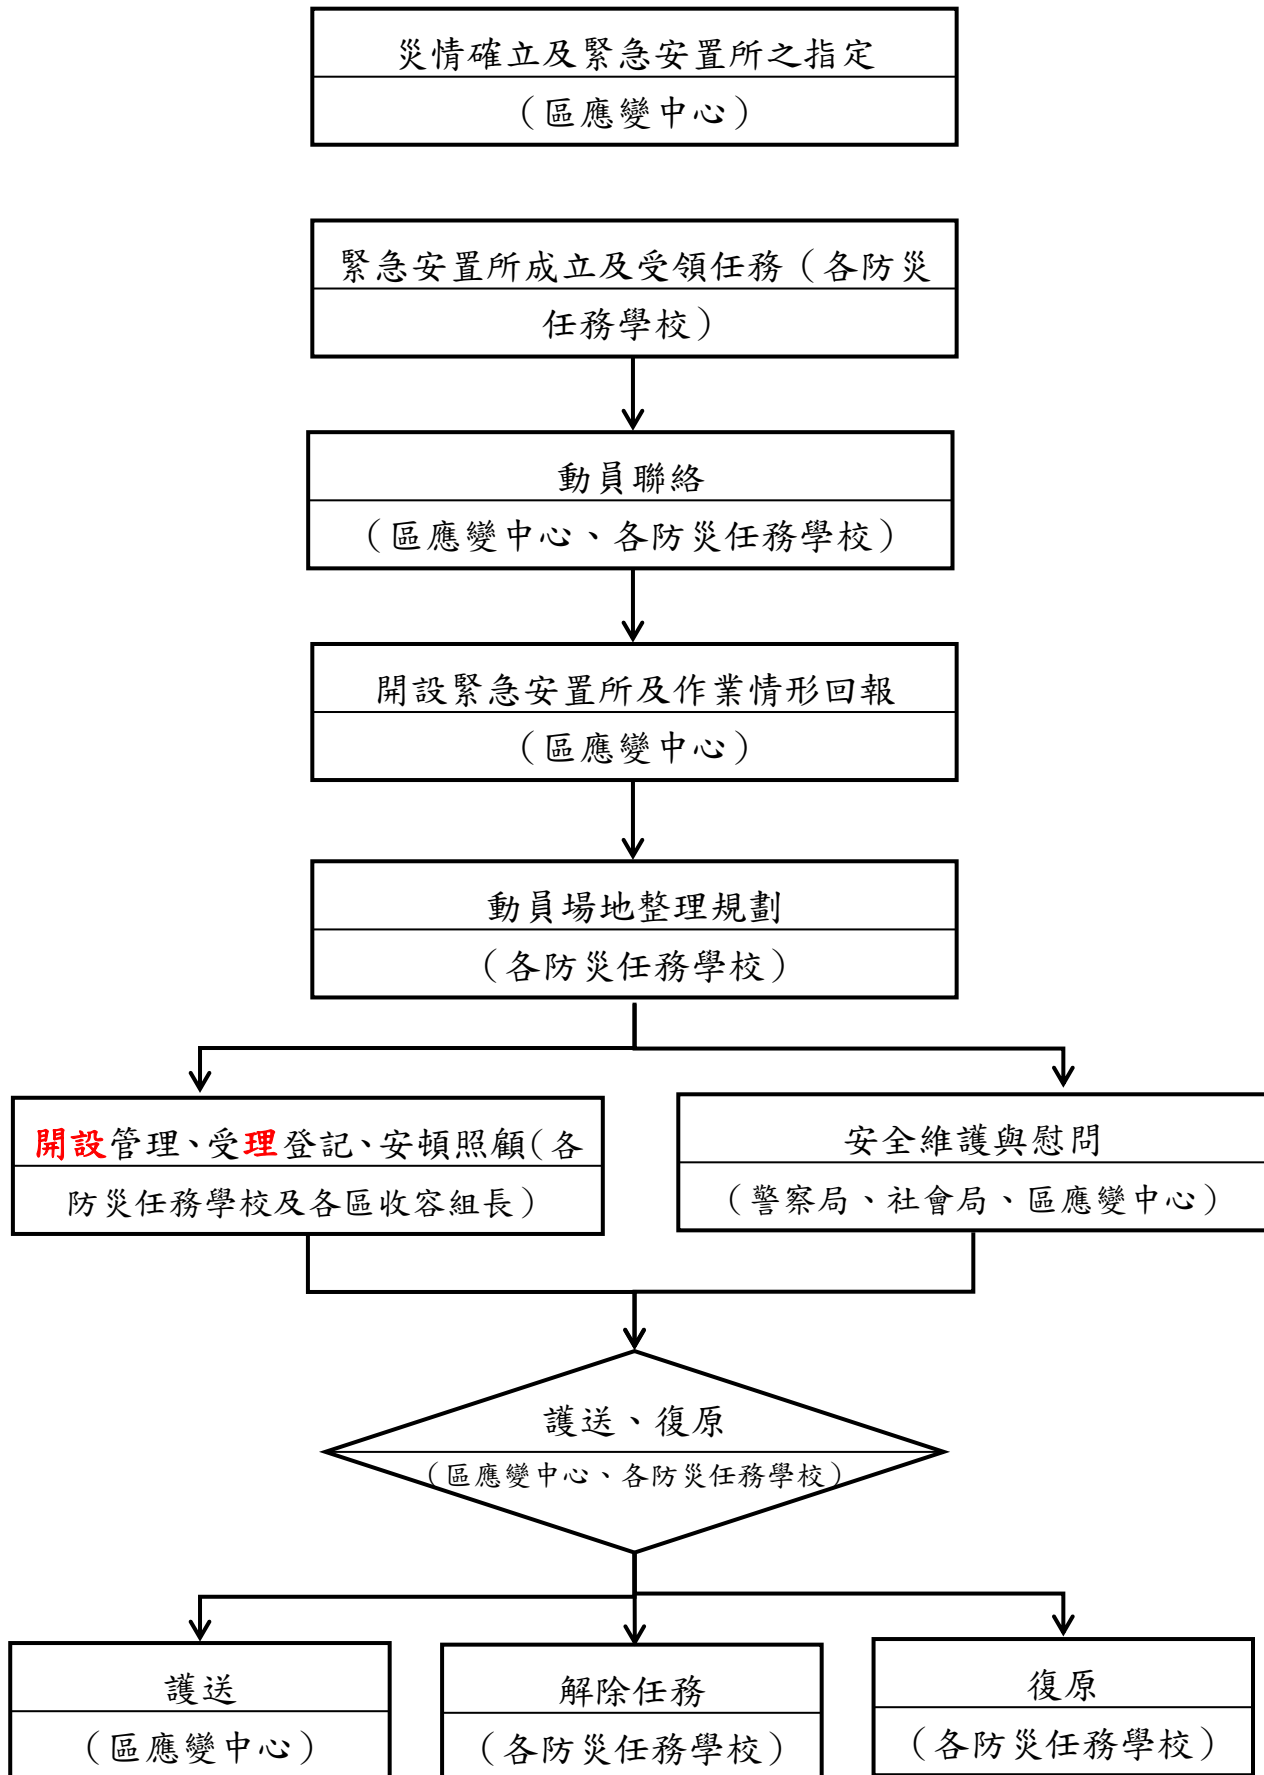 災情確立及緊急安置所之指定
（區應變中心）
緊急安置所成立及受領任務（各防災
任務學校）
動員聯絡
（區應變中心、各防災任務學校）
開設緊急安置所及作業情形回報
（區應變中心）
動員場地整理規劃
（各防災任務學校）
開設管理、受理登記、安頓照顧（各
防災任務學校及各區收容組長）
安全維護與慰問
（警察局、社會局、區應變中心）
護送、復原
（區應變中心、各防災任務學校）
護送
（區應變中心）
解除任務
（各防災任務學校）
復原
（各防災任務學校）